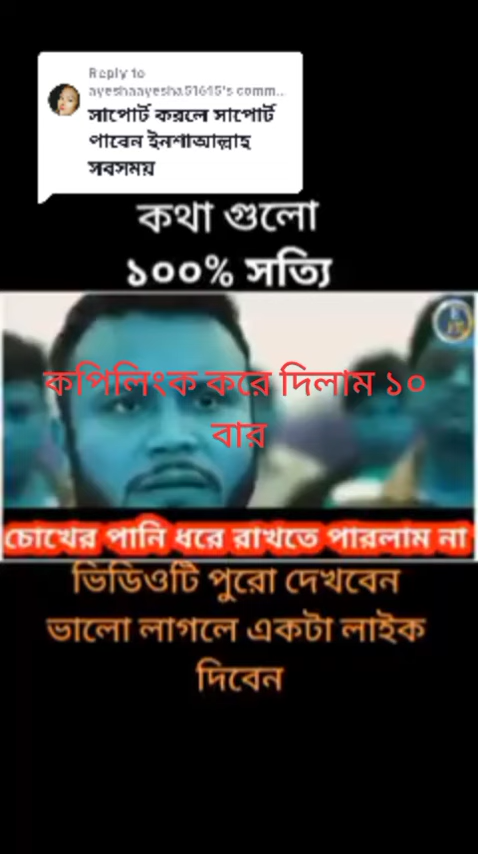 Reply to
ayeshaayesha51615's comm...
সাপোর্ট করলে সাপোর্ট
পাবেন ইনশাআল্লাহ
সবসময়
কথা গুলো
১০০% সত্যি
কপিলিংক করে দিলাম ১০
বার
চোখের পানি ধরে রাখতে পারলাম না
ভিডিওটি পুরো দেখবেন
ভালো লাগলে একটা লাইক
দিবেন